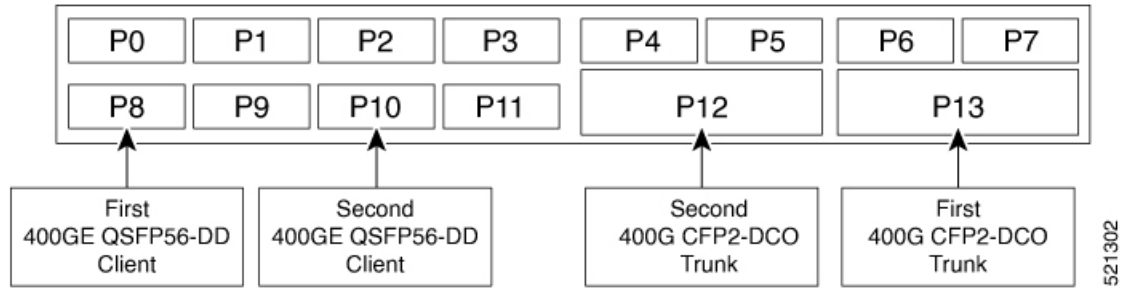 P0 P1 P2 P3 P4 P5 P6 P7
P8 P9 P10 P11 P12 P13
First
400GE QSFP56-DD
Client
Second
400GE QSFP56-DD
Client
Second
400G CFP2-DCO
Trunk
First
400G CFP2-DCO
Trunk
521302